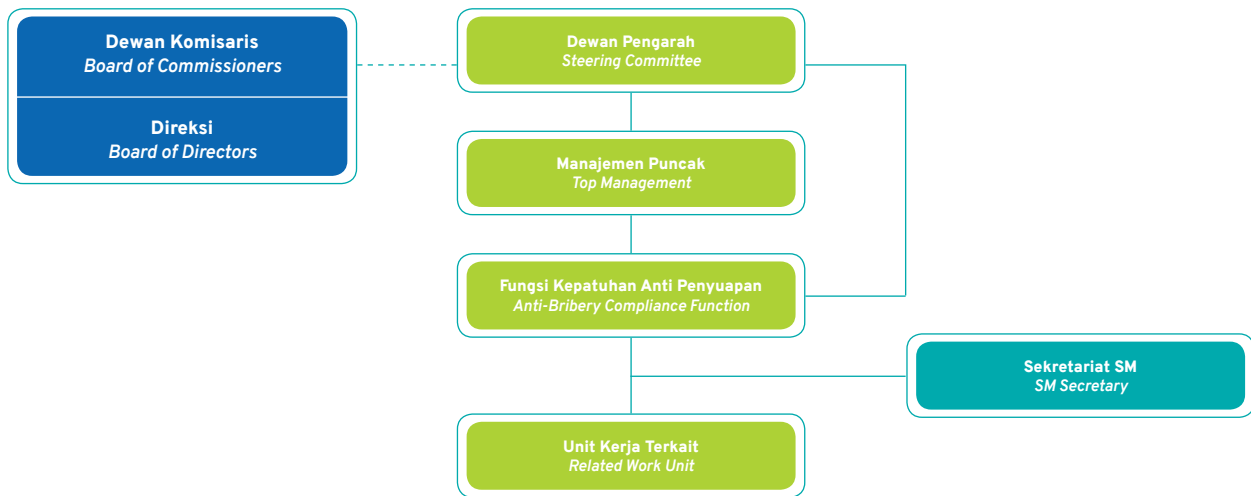 Dewan Komisaris
Board of Commissioners
Direksi
Board of Directors
Dewan Pengarah
Steering Committee
Manajemen Puncak
Top Management
Fungsi Kepatuhan Anti Penyuapan
Anti-Bribery Compliance Function
Sekretariat SM
SM Secretary
Unit Kerja Terkait
Related Work Unit